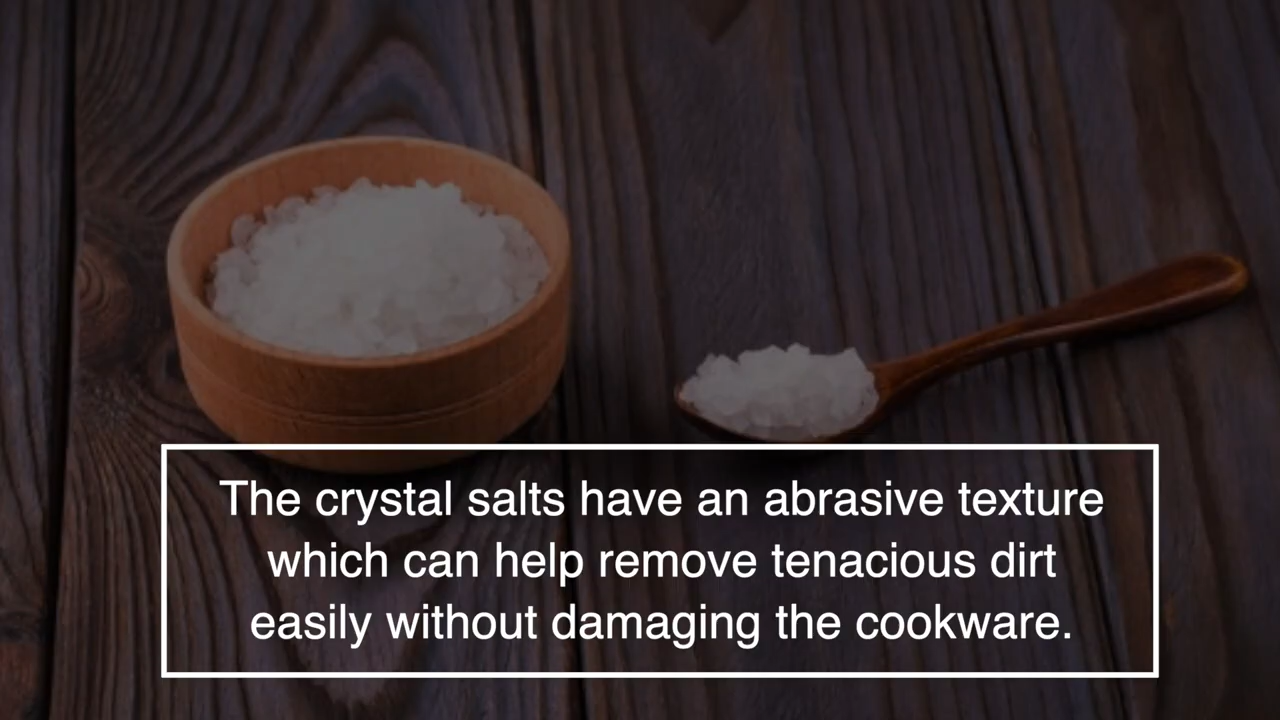 The crystal salts have an abrasive texture
which can help remove tenacious dirt
easily without damaging the cookware.